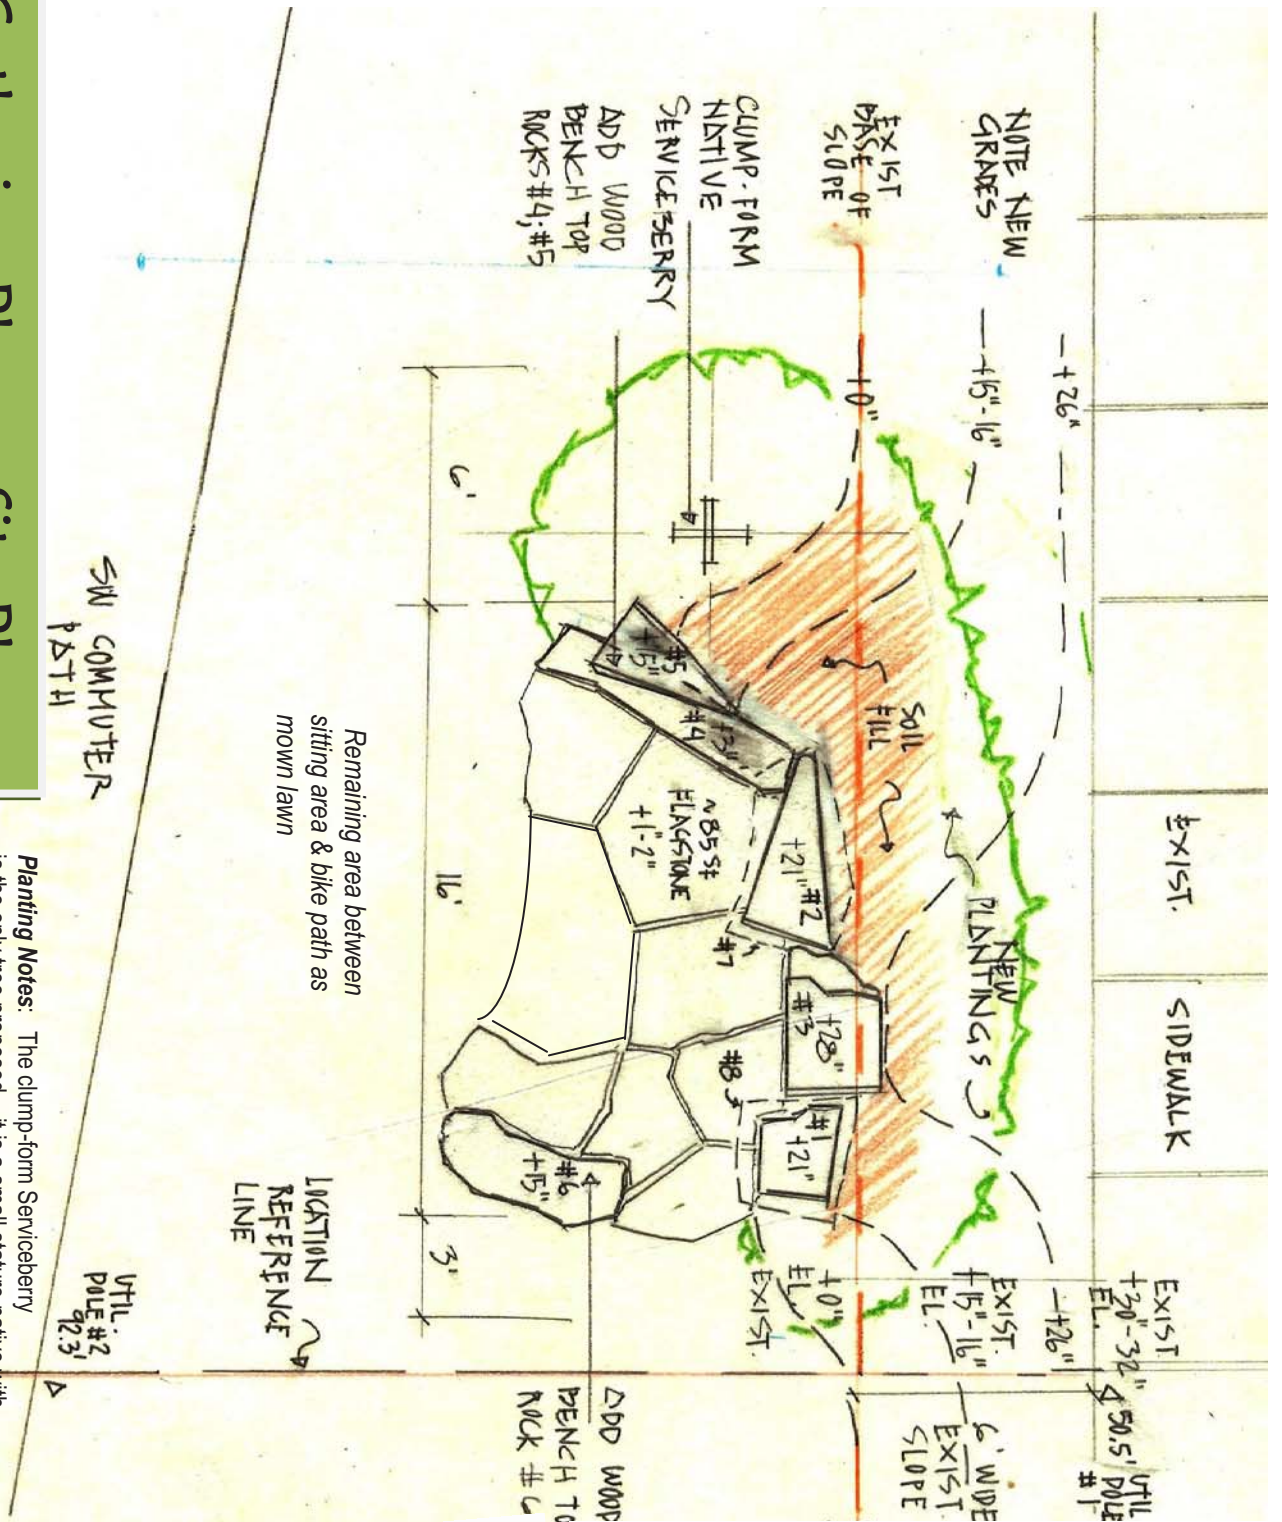 NOTE NEW
GRADES
EXIST
BASE OF
SLOPE
CLUMP-FORM
NATIVE
SERVICEBERRY
ADD WOOD
BENCH TOP
ROCKS #4; #5
+26"
+15"-16"
+0"
6'
16'
3'
#5
+15"
#4
+3"
~85 SF
FLAGSTONE
+1-2"
+21"
#2
#7
#3
+28"
#8
#1
+21"
#6
+15"
SOIL
FILL
NEW
PLANTINGS
EXIST.
SIDEWALK
SW COMMUTER
PATH
Remaining area between
sitting area & bike path as
mown lawn
LOCATION
REFERENCE
LINE
UTIL.
POLE #2
92.3'
EXIST
+30"-32"
EL.
+26"
EXIST.
+15"-16"
EL.
+0"
EL.
EXIST.
UTIL
50.5' POLE
#1
6' WIDE
EXIST.
SLOPE
ADD WOOD
BENCH TO
ROCK #6
Planting Notes: The clump-form Serviceberry